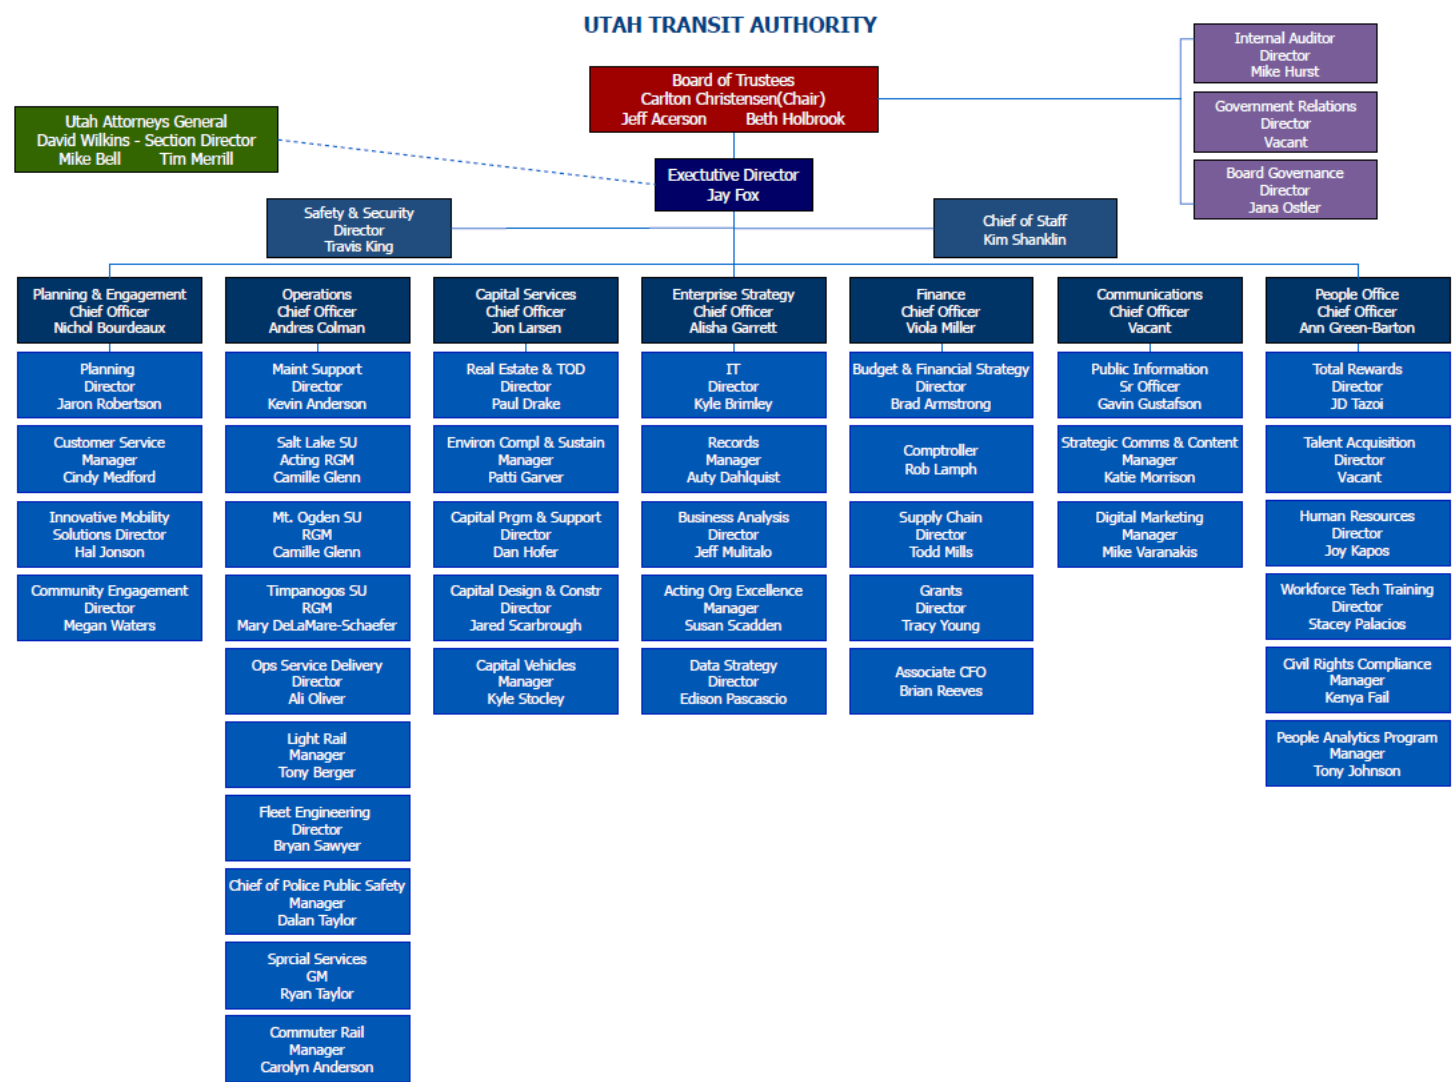 UTAH TRANSIT AUTHORITY
Internal Auditor
Director
Mike Hurst
Board of Trustees
Carlton Christensen(Chair)
Jeff Acerson Beth Holbrook
Government Relations
Director
Vacant
Utah Attorneys General
David Wilkins - Section Director
Mike Bell Tim Merrill
Board Governance
Director
Jana Ostler
Exectutive Director
Jay Fox
Safety & Security
Director
Travis King
Chief of Staff
Kim Shanklin
Planning & Engagement
Chief Officer
Nichol Bourdeaux
Planning
Director
Jaron Robertson
Customer Service
Manager
Cindy Medford
Innovative Mobility
Solutions Director
Hal Jonson
Community Engagement
Director
Megan Waters
Operations
Chief Officer
Andres Colman
Maint Support
Director
Kevin Anderson
Salt Lake SU
Acting RGM
Camille Glenn
Mt. Ogden SU
RGM
Camille Glenn
Timpanogos SU
RGM
Mary DeLaMare-Schaefer
Ops Service Delivery
Director
Ali Oliver
Light Rail
Manager
Tony Berger
Fleet Engineering
Director
Bryan Sawyer
Chief of Police Public Safety
Manager
Dalan Taylor
Sprcial Services
GM
Ryan Taylor
Commuter Rail
Manager
Carolyn Anderson
Capital Services
Chief Officer
Jon Larsen
Real Estate & TOD
Director
Paul Drake
Environ Compl & Sustain
Manager
Patti Garver
Capital Prgm & Support
Director
Dan Hofer
Capital Design & Constr
Director
Jared Scarbrough
Capital Vehicles
Manager
Kyle Stocley
Enterprise Strategy
Chief Officer
Alisha Garrett
IT
Director
Kyle Brimley
Records
Manager
Auty Dahlquist
Business Analysis
Director
Jeff Mulitalo
Acting Org Excellence
Manager
Susan Scadden
Data Strategy
Director
Edison Pascascio
Finance
Chief Officer
Viola Miller
Budget & Financial Strategy
Director
Brad Armstrong
Comptroller
Rob Lamph
Supply Chain
Director
Todd Mills
Grants
Director
Tracy Young
Associate CFO
Brian Reeves
Communications
Chief Officer
Vacant
Public Information
Sr Officer
Gavin Gustafson
Strategic Comms & Content
Manager
Katie Morrison
Digital Marketing
Manager
Mike Varanakis
People Office
Chief Officer
Ann Green-Barton
Total Rewards
Director
JD Tazoi
Talent Acquisition
Director
Vacant
Human Resources
Director
Joy Kapos
Workforce Tech Training
Director
Stacey Palacios
Civil Rights Compliance
Manager
Kenya Fail
People Analytics Program
Manager
Tony Johnson